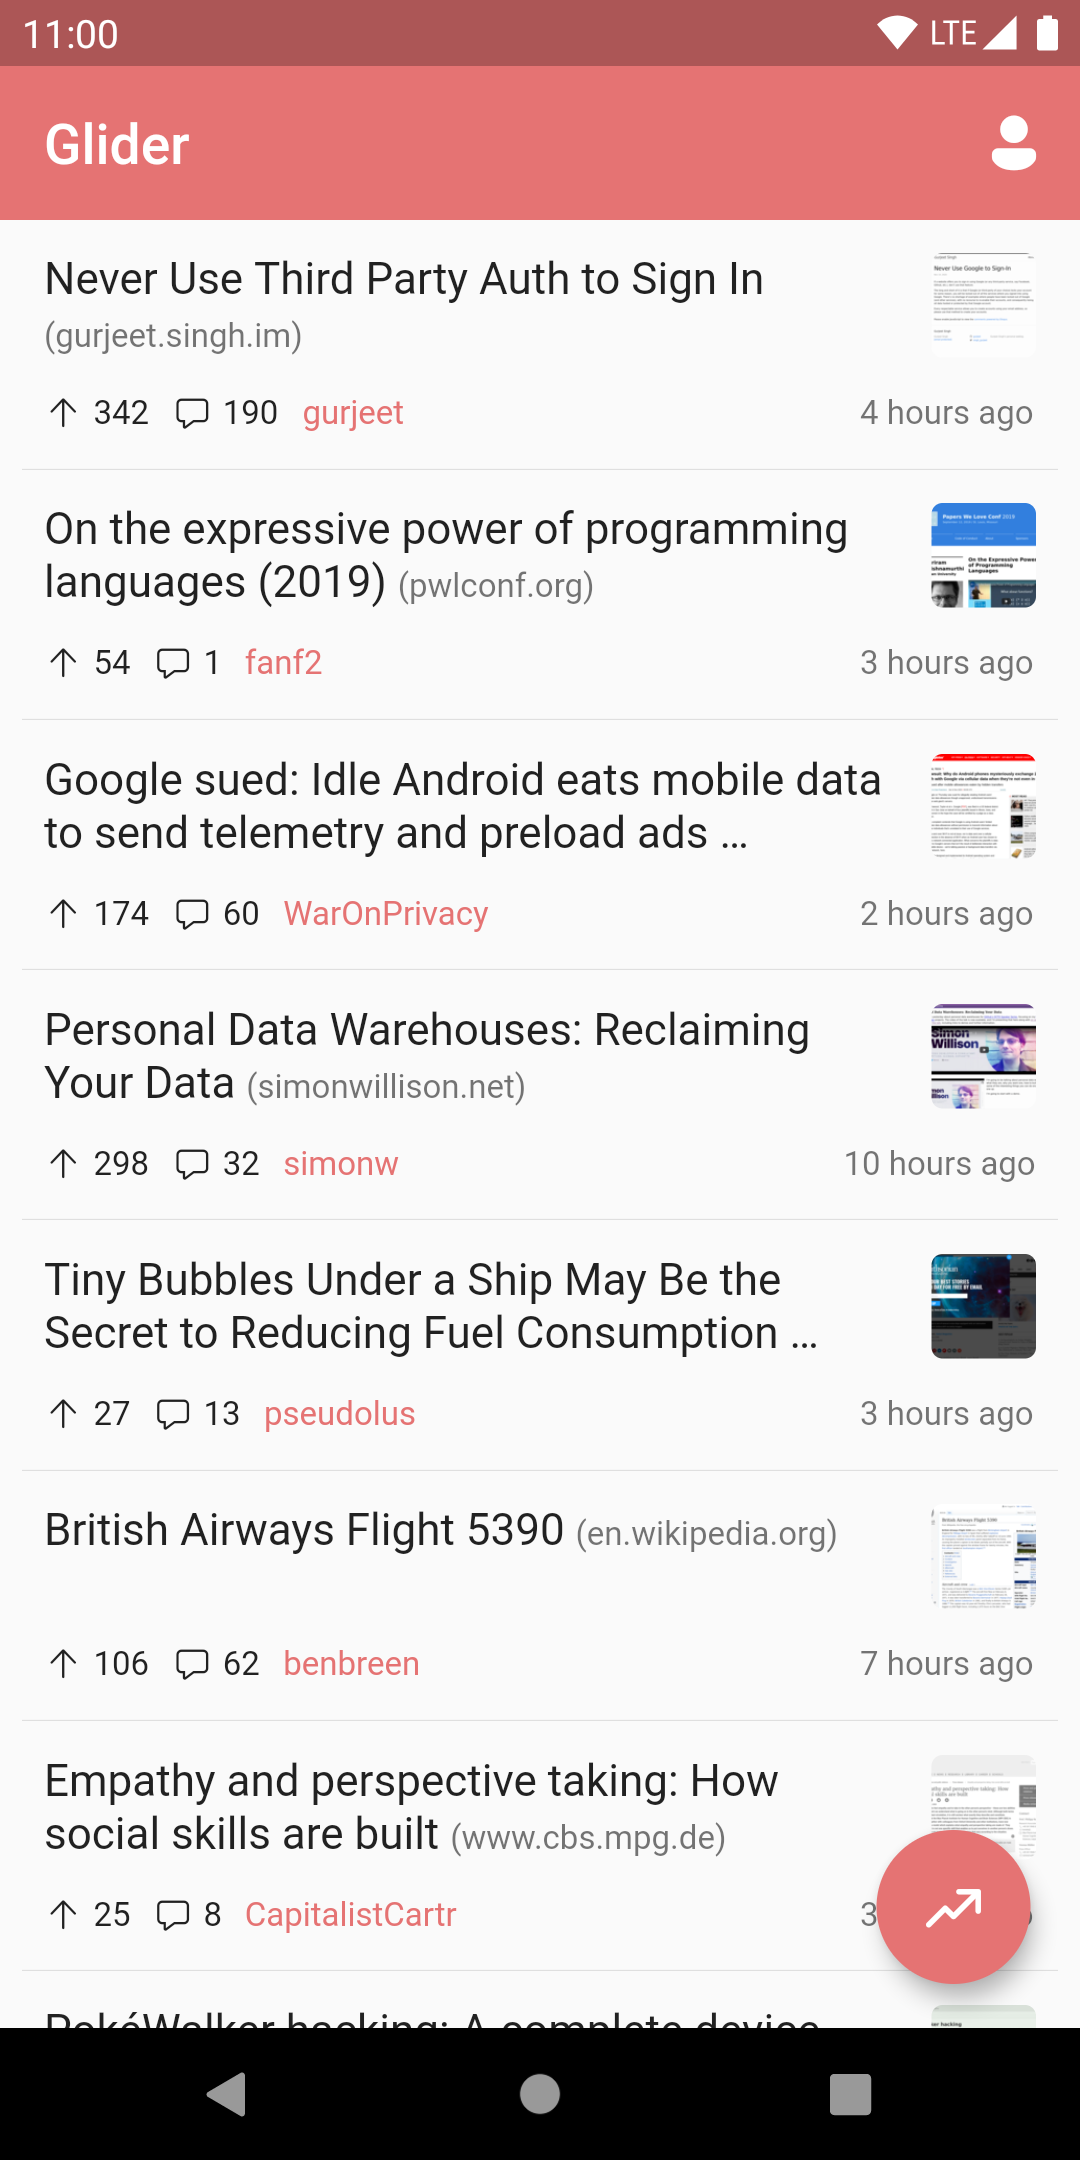 11:00 LTE
Glider
Never Use Third Party Auth to Sign In
(gurjeet.singh.im)
342 190 gurjeet 4 hours ago
On the expressive power of programming
languages (2019) (pwlconf.org)
54 1 fanf2 3 hours ago
Google sued: Idle Android eats mobile data
to send telemetry and preload ads ...
174 60 WarOnPrivacy 2 hours ago
Personal Data Warehouses: Reclaiming
Your Data (simonwillison.net)
298 32 simonw 10 hours ago
Tiny Bubbles Under a Ship May Be the
Secret to Reducing Fuel Consumption ...
27 13 pseudolus 3 hours ago
British Airways Flight 5390 (en.wikipedia.org)
106 62 benbreen 7 hours ago
Empathy and perspective taking: How
social skills are built (www.cbs.mpg.de)
25 8 CapitalistCartr 3
PokéWalker hacking: A complete device